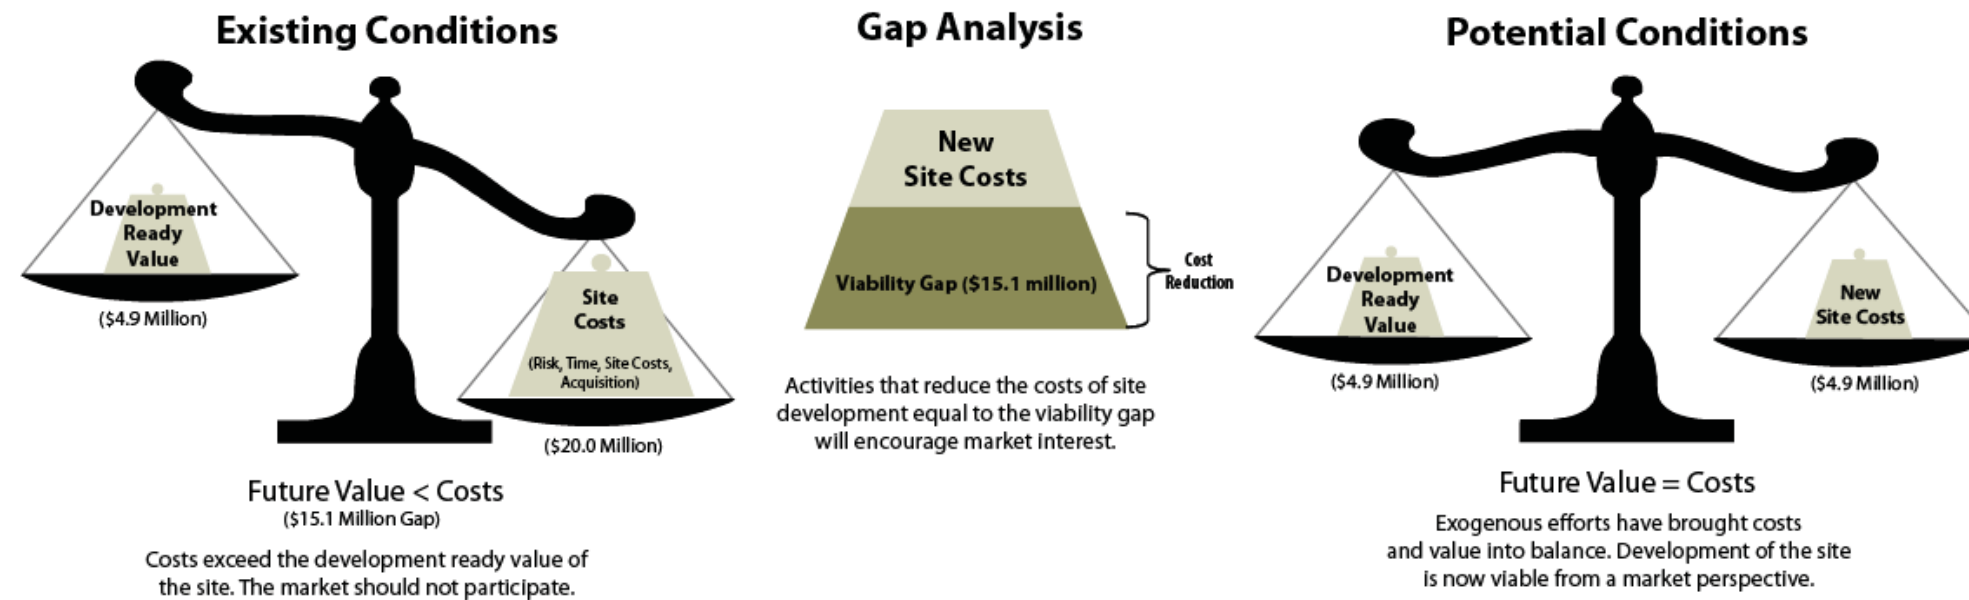 Existing Conditions
Development
Ready
Value
($4.9 Million)
Site
Costs
(Risk, Time, Site Costs,
Acquisition)
($20.0 Million)
Future Value < Costs
($15.1 Million Gap)
Costs exceed the development ready value of
the site. The market should not participate.
Gap Analysis
New
Site Costs
Viability Gap ($15.1 million)
Cost
Reduction
Activities that reduce the costs of site
development equal to the viability gap
will encourage market interest.
Potential Conditions
Development
Ready
Value
($4.9 Million)
New
Site Costs
($4.9 Million)
Future Value = Costs
Exogenous efforts have brought costs
and value into balance. Development of the site
is now viable from a market perspective.